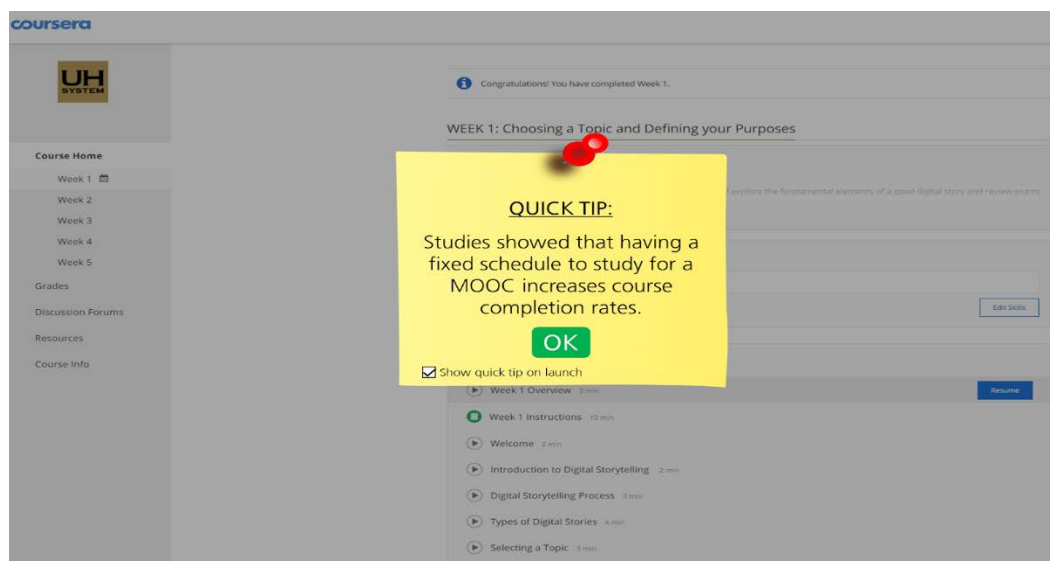 coursera
UH
SYSTEM
Congratulations! You have completed Week 1.
WEEK 1: Choosing a Topic and Defining your Purposes
Course Home
Week 1
Week 2
Week 3
Week 4
Week 5
Grades
Discussion Forums
Resources
Course Info
explore the fundamental elements of a good digital story and review
QUICK TIP:
Studies showed that having a
fixed schedule to study for a
MOOC increases course
completion rates.
OK
Show quick tip on launch
Edit Skills
Week 1 Overview 3 min
Resume
Week 1 Instructions 10 min
Welcome 2 min
Introduction to Digital Storytelling 2 min
Digital Storytelling Process 3 min
Types of Digital Stories 4 min
Selecting a Topic 3 min